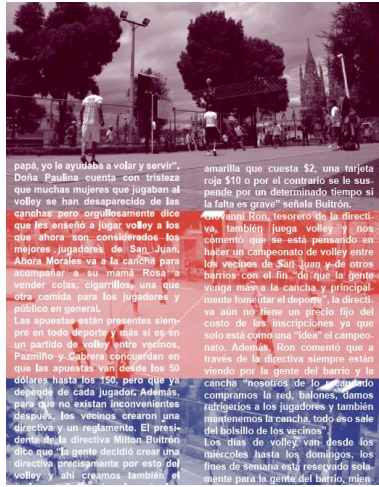 papá, yo le ayudaba a volar y servir”.
Doña Paulina cuenta con tristeza
que muchas mujeres que jugaban al
volley se han desaparecido de las
canchas pero orgullosamente dice
que les enseñó a jugar volley a los
que ahora son considerados los
mejores jugadores de San Juan.
Ahora Morales va a la cancha para
acompañar a su mamá Rosa a
vender colas, cigarrillos, una que
otra comida para los jugadores y
público en general.
Las apuestas están presentes siem-
pre en todo deporte más si es en
un partido de volley entre vecinos,
Pazmiño y Cabrera concuerdan en
que las apuestas van desde los 50
dólares hasta los 150, pero que ya
depende de cada jugador. Además,
para que no existan inconvenientes
después, los vecinos crearon una
directiva y un reglamento. El presi-
dente de la directiva Milton Buitrón
dice que “la gente decidió crear una
directiva precisamente por esto del
volley y ahí creamos también el
amarilla que cuesta $2, una tarjeta
roja $10 o por el contrario se le sus-
pende por un determinado tiempo si
la falta es grave” señala Buitrón.
Giovanni Ron, tesorero de la directi-
va, también juega volley y nos
comentó que se está pensando en
hacer un campeonato de volley entre
los vecinos de San Juan y de otros
barrios con el fin “de que la gente
venga más a la cancha y principal-
mente fomentar el deporte”, la directi-
va aún no tiene un precio fijo del
costo de las inscripciones ya que
solo está como una “idea” el campeo-
nato. Además, Ron comentó que a
través de la directiva siempre están
viendo por la gente del barrio y la
cancha “nosotros de lo recaudado
compramos la red, balones, damos
refrigerios a los jugadores y también
mantenemos la cancha, todo eso sale
del bolsillo de los vecinos”.
Los días de volley van desde los
miércoles hasta los domingos, los
fines de semana está reservado sola-
mente para la gente del barrio, mien-